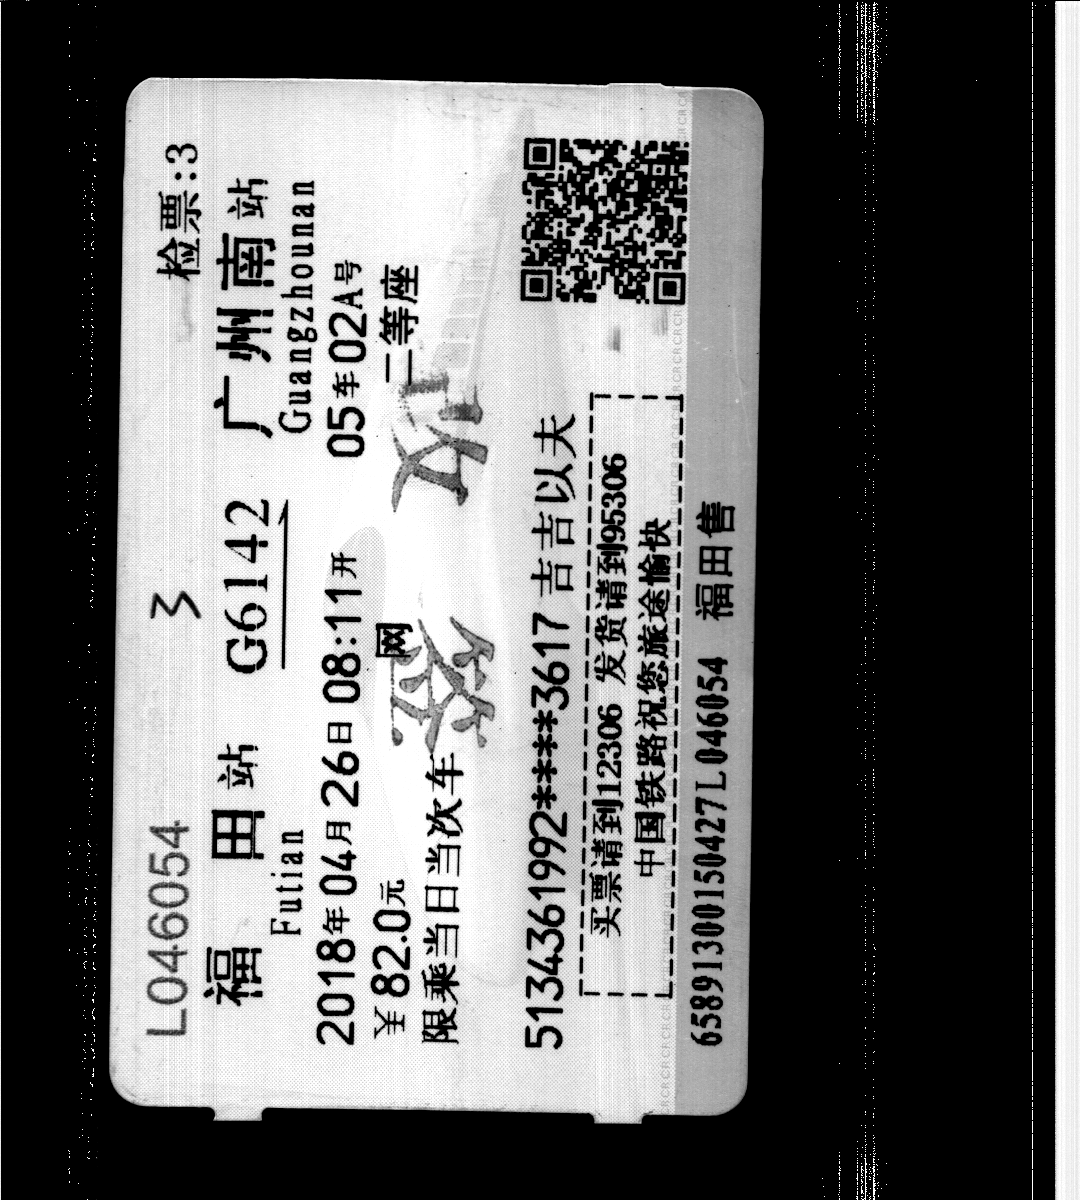 L046054 3 检票:3
福田站 G6142 广州南站
Futian Guangzhounan
2018年04月26日08:11开 05车02A号
￥82.0元 网 二等座
限乘当日当次车
改签
5134361992****3617 吉吉以夫
买票请到12306 发货请到95306
中国铁路祝您旅途愉快
65891300150427L046054 福田售